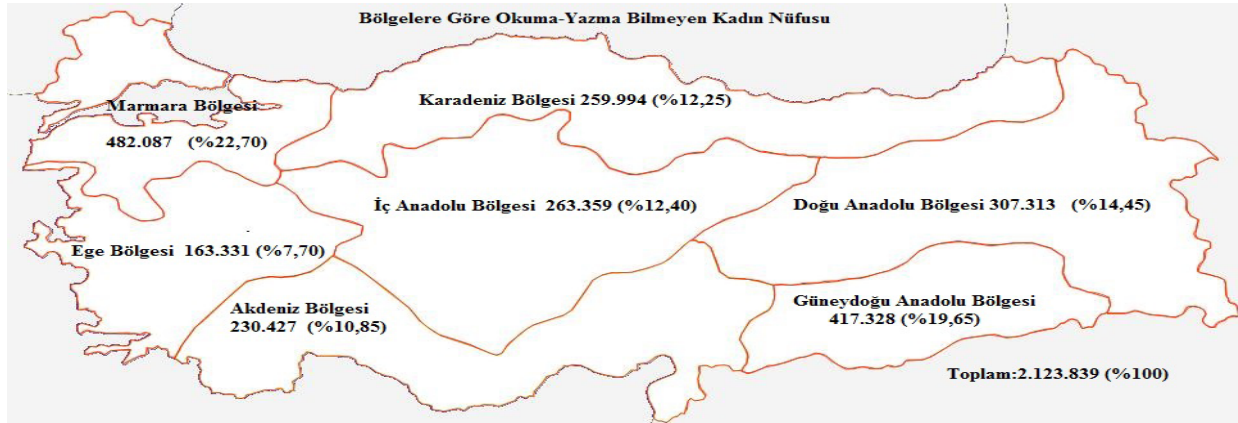 Bölgelere Göre Okuma-Yazma Bilmeyen Kadın Nüfusu
Marmara Bölgesi
482.087 (%22,70)
Karadeniz Bölgesi 259.994 (%12,25)
İç Anadolu Bölgesi 263.359 (%12,40)
Doğu Anadolu Bölgesi 307.313 (%14,45)
Ege Bölgesi 163.331 (%7,70)
Akdeniz Bölgesi
230.427 (%10,85)
Güneydoğu Anadolu Bölgesi
417.328 (%19,65)
Toplam:2.123.839 (%100)